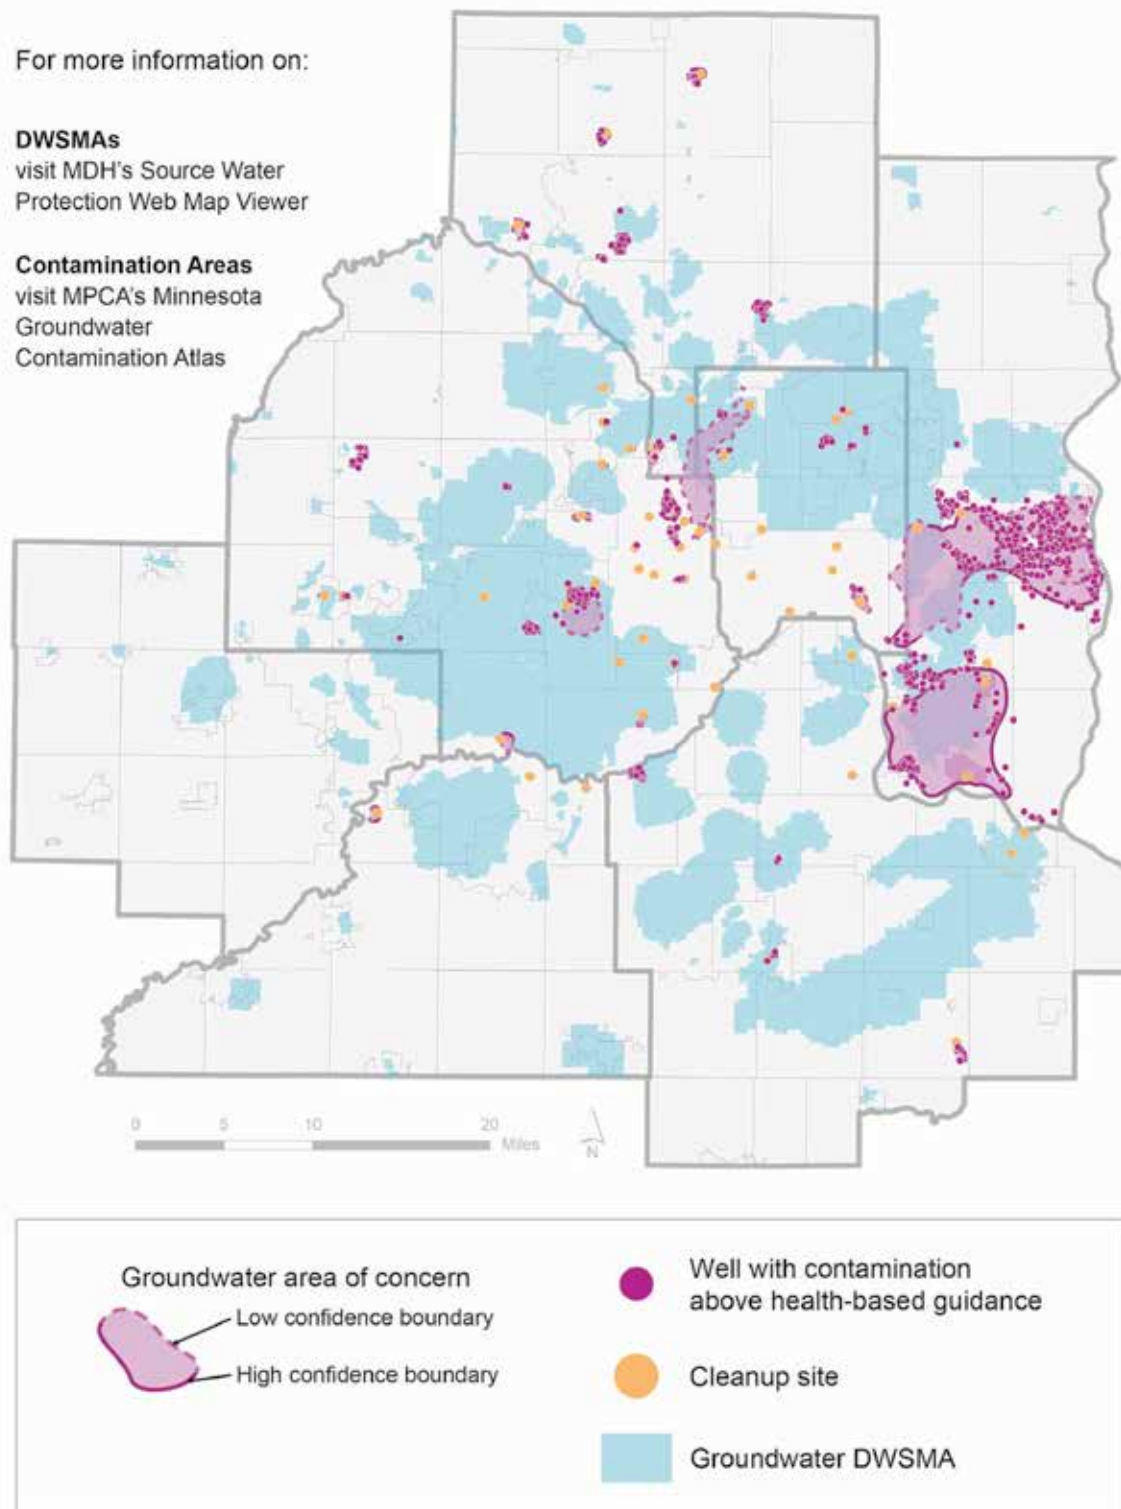 For more information on:
DWSMAs
visit MDH's Source Water
Protection Web Map Viewer
Contamination Areas
visit MPCA's Minnesota
Groundwater
Contamination Atlas
0 5 10 20
Miles
N
Groundwater area of concern
Low confidence boundary
High confidence boundary
Well with contamination
above health-based guidance
Cleanup site
Groundwater DWSMA